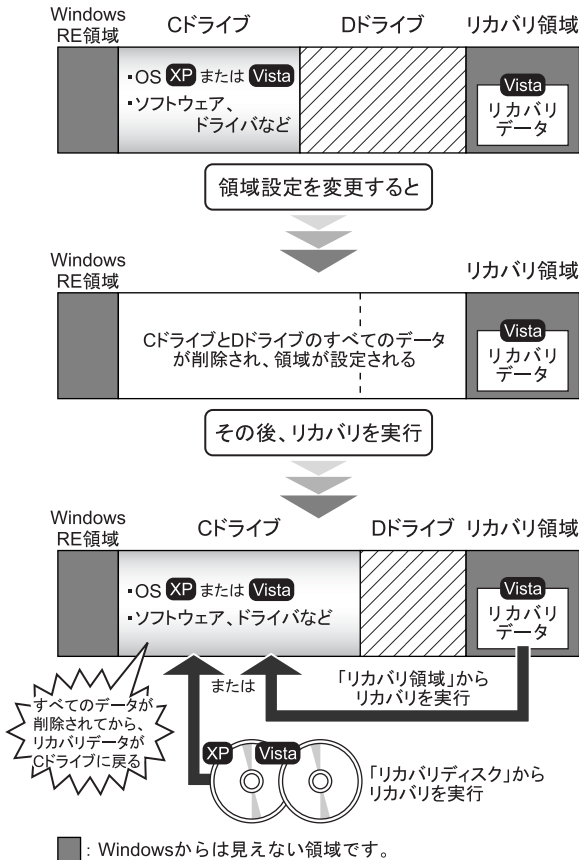 Windows
RE領域
Cドライブ
Dドライブ
リカバリ領域
・OS XP または Vista
・ソフトウェア、
ドライバなど
Vista
リカバリ
データ
領域設定を変更すると
Windows
RE領域
リカバリ領域
CドライブとDドライブのすべてのデータ
が削除され、領域が設定される
Vista
リカバリ
データ
その後、リカバリを実行
Windows
RE領域
Cドライブ
Dドライブ
リカバリ領域
・OS XP または Vista
・ソフトウェア、ドライバなど
Vista
リカバリ
データ
すべてのデータが
削除されてから、
リカバリデータが
Cドライブに戻る
または
「リカバリ領域」から
リカバリを実行
XP
Vista
「リカバリディスク」から
リカバリを実行
：Windowsからは見えない領域です。